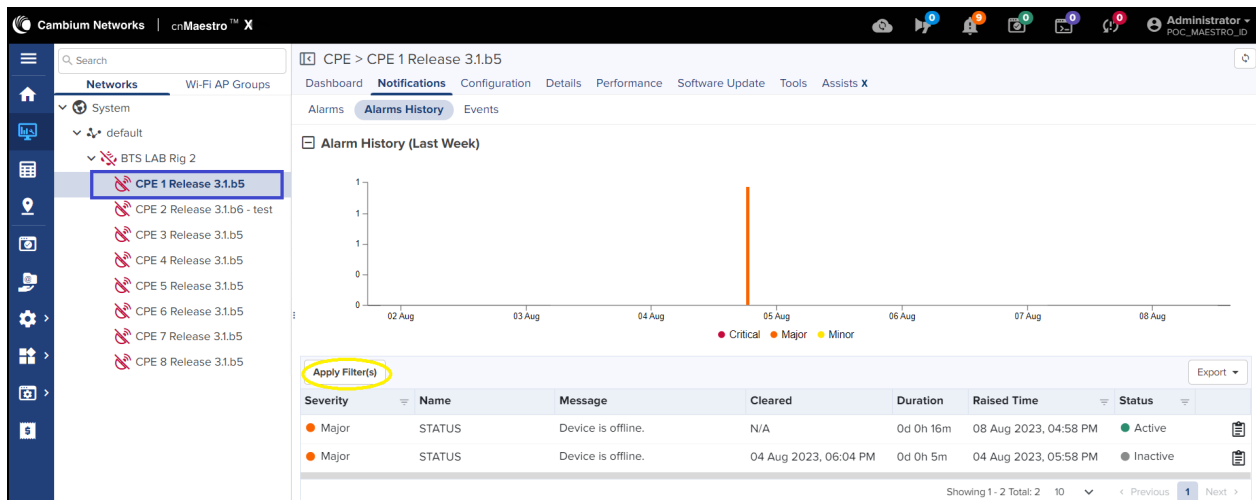 Cambium Networks | cnMaestro™ X
0 9 0 0 0 Administrator
POC_MAESTRO_ID
Search
Networks Wi-Fi AP Groups
System
default
BTS LAB Rig 2
CPE 1 Release 3.1.b5
CPE 2 Release 3.1.b6 - test
CPE 3 Release 3.1.b5
CPE 4 Release 3.1.b5
CPE 5 Release 3.1.b5
CPE 6 Release 3.1.b5
CPE 7 Release 3.1.b5
CPE 8 Release 3.1.b5
CPE > CPE 1 Release 3.1.b5
Dashboard Notifications Configuration Details Performance Software Update Tools Assists X
Alarms Alarms History Events
Alarm History (Last Week)
1
1
1
0
0
02 Aug 03 Aug 04 Aug 05 Aug 06 Aug 07 Aug 08 Aug
Critical Major Minor
Apply Filter(s) Export
Severity Name Message Cleared Duration Raised Time Status
Major STATUS Device is offline. N/A 0d 0h 16m 08 Aug 2023, 04:58 PM Active
Major STATUS Device is offline. 04 Aug 2023, 06:04 PM 0d 0h 5m 04 Aug 2023, 05:58 PM Inactive
Showing 1 - 2 Total: 2 10 < Previous 1 Next >